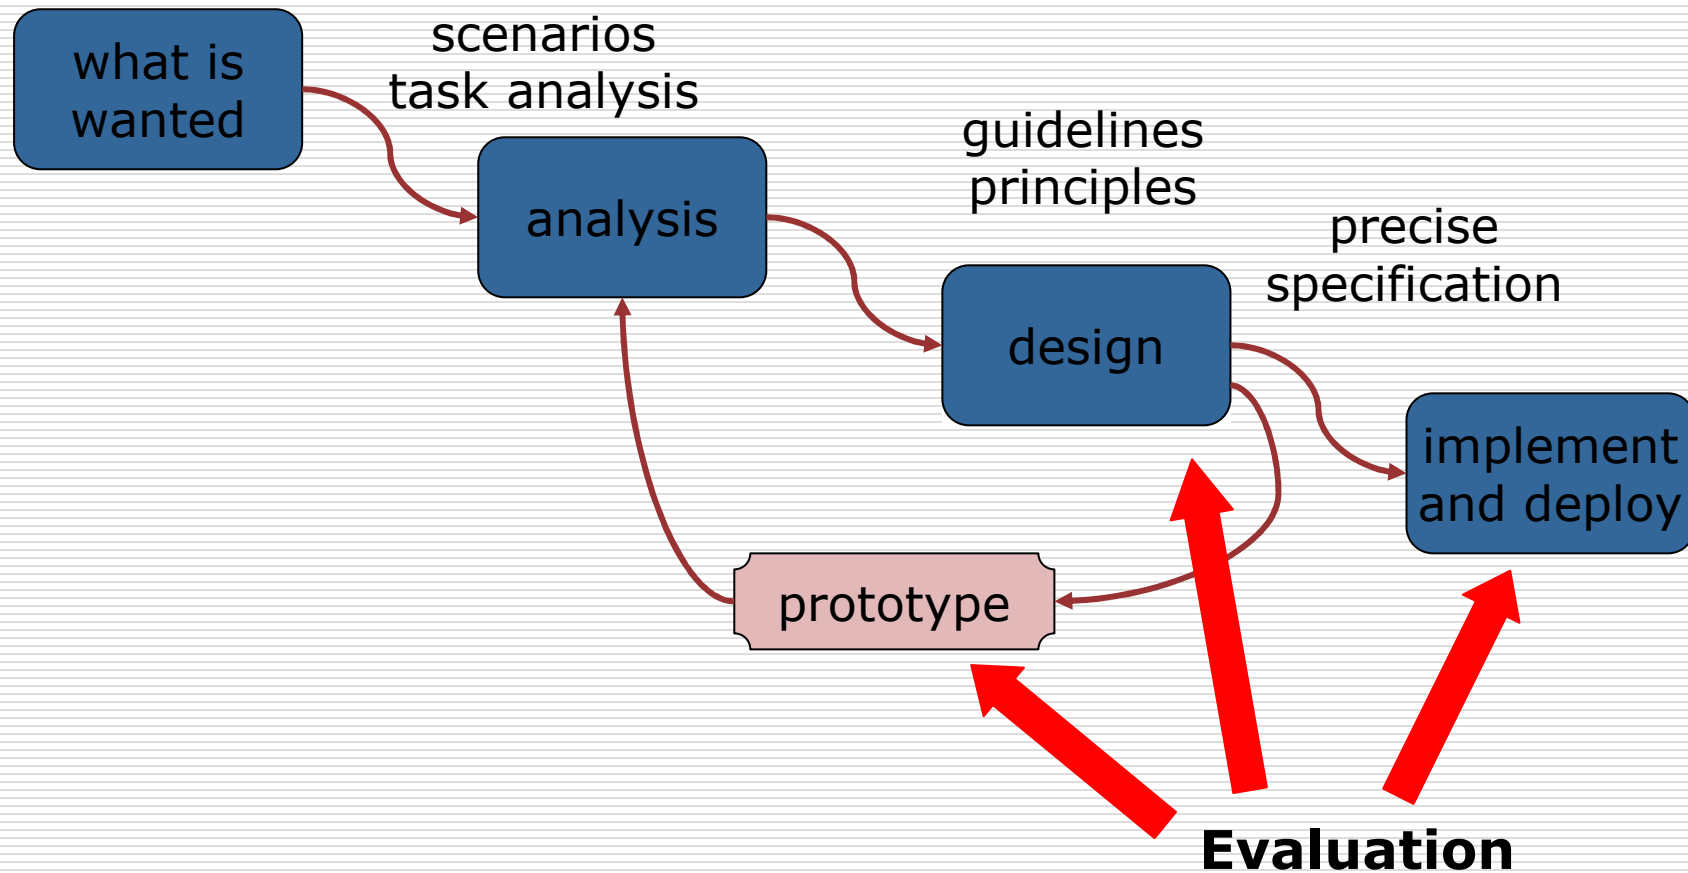 what is
wanted
scenarios
task analysis
analysis
guidelines
principles
design
precise
specification
implement
and deploy
prototype
Evaluation